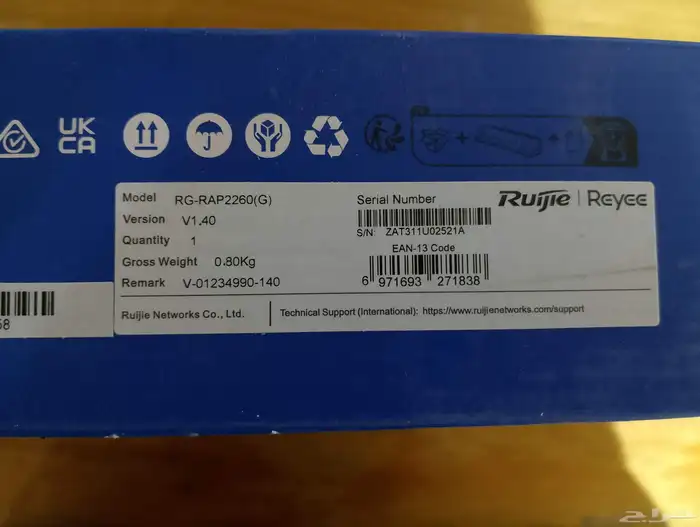 UK
CA
Model RG-RAP2260(G)
Version V1.40
Quantity 1
Gross Weight 0.80Kg
Remark V-01234990-140
Serial Number
S/N: ZAT311U02521A
EAN-13 Code
6 971693 271838
Ruijie | Reyee
Ruijie Networks Co., Ltd.
Technical Support (International): https://www.ruijienetworks.com/support
58
حراج